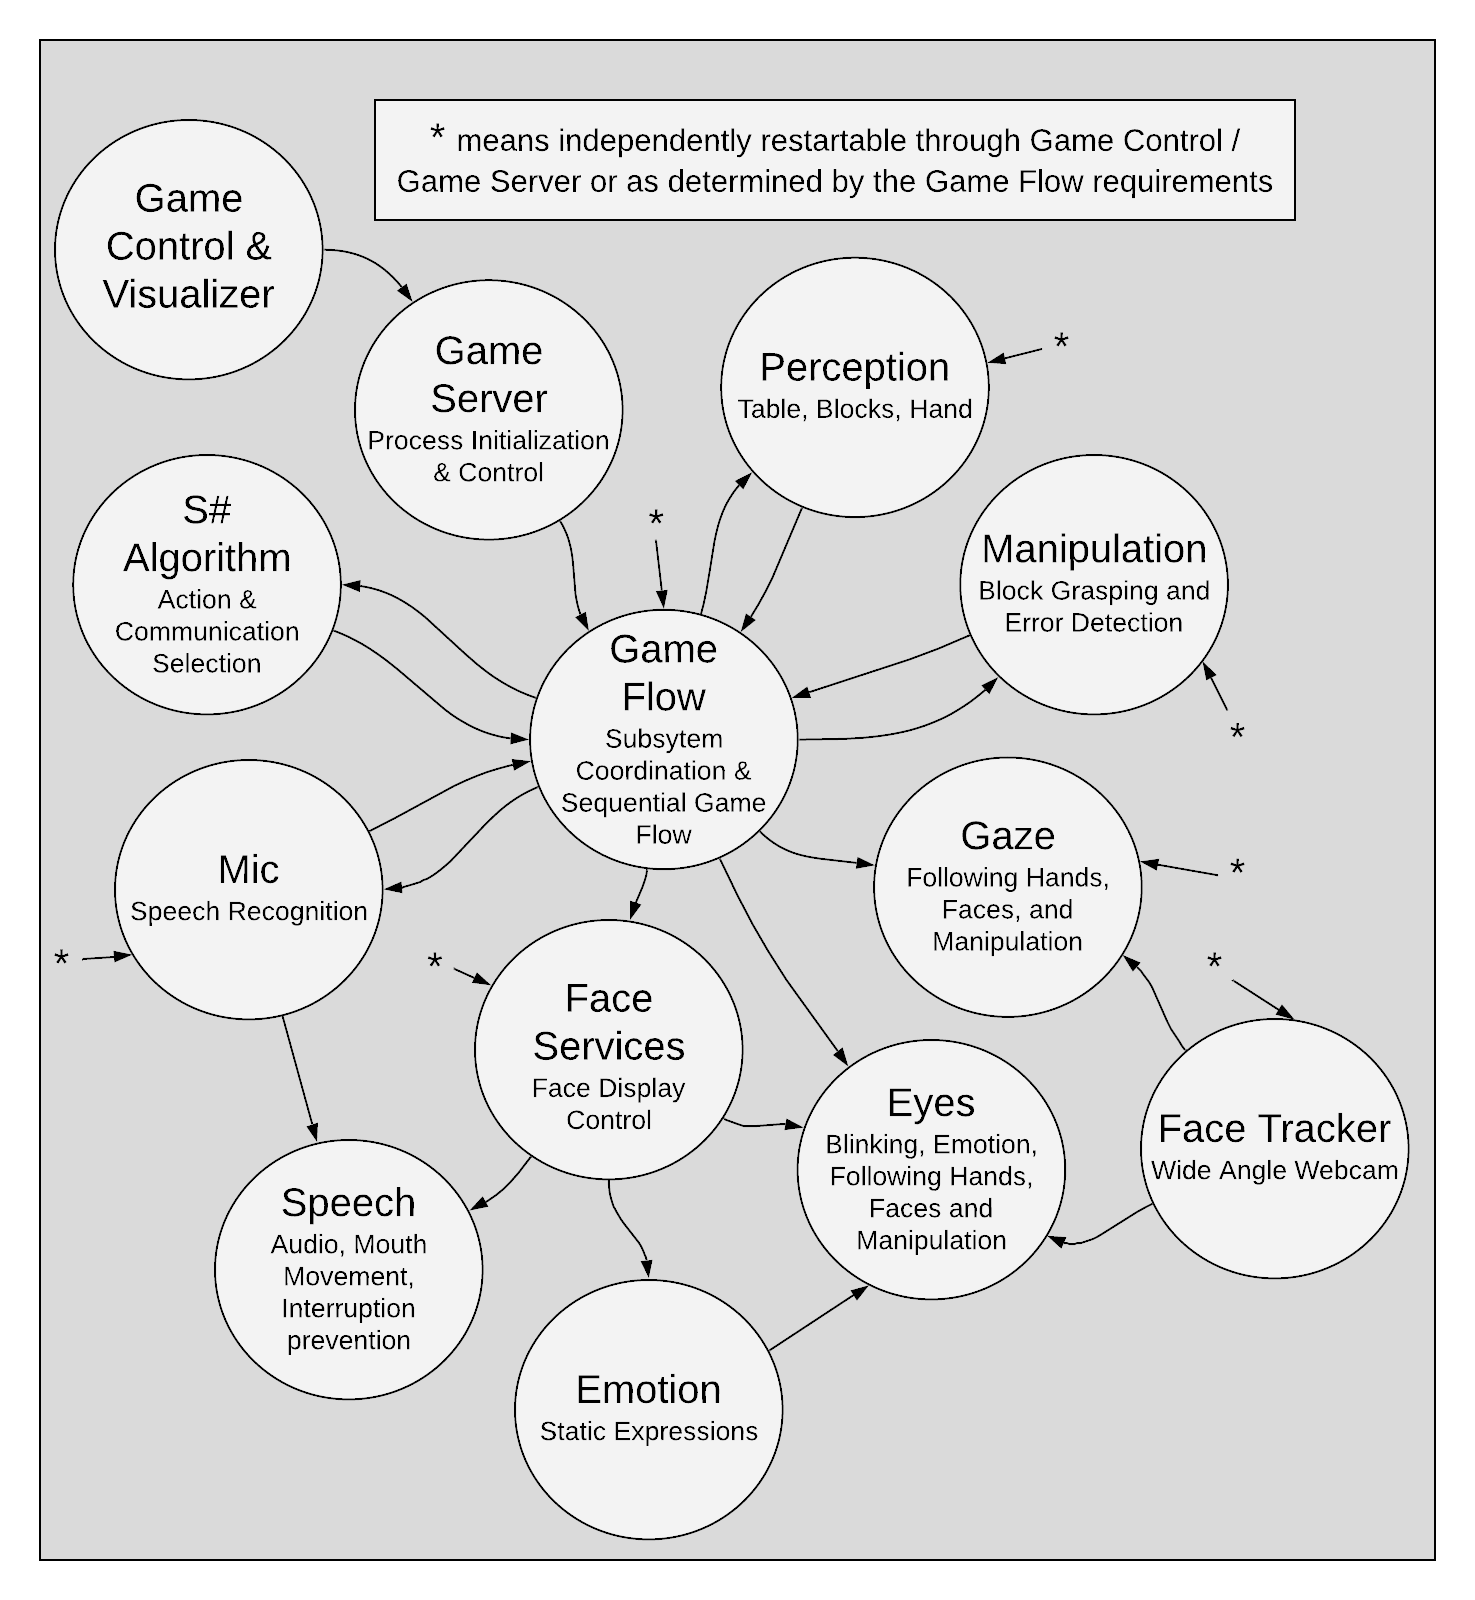 * means independently restartable through Game Control /
Game Server or as determined by the Game Flow requirements
Game
Control &
Visualizer
Game
Server
Process Initialization
& Control
Perception
Table, Blocks, Hand
*
S#
Algorithm
Action &
Communication
Selection
*
Manipulation
Block Grasping and
Error Detection
*
Game
Flow
Subsytem
Coordination &
Sequential Game
Flow
Mic
Speech Recognition
*
Gaze
Following Hands,
Faces, and
Manipulation
*
*
Face
Services
Face Display
Control
*
Eyes
Blinking, Emotion,
Following Hands,
Faces and
Manipulation
Face Tracker
Wide Angle Webcam
Speech
Audio, Mouth
Movement,
Interruption
prevention
Emotion
Static Expressions